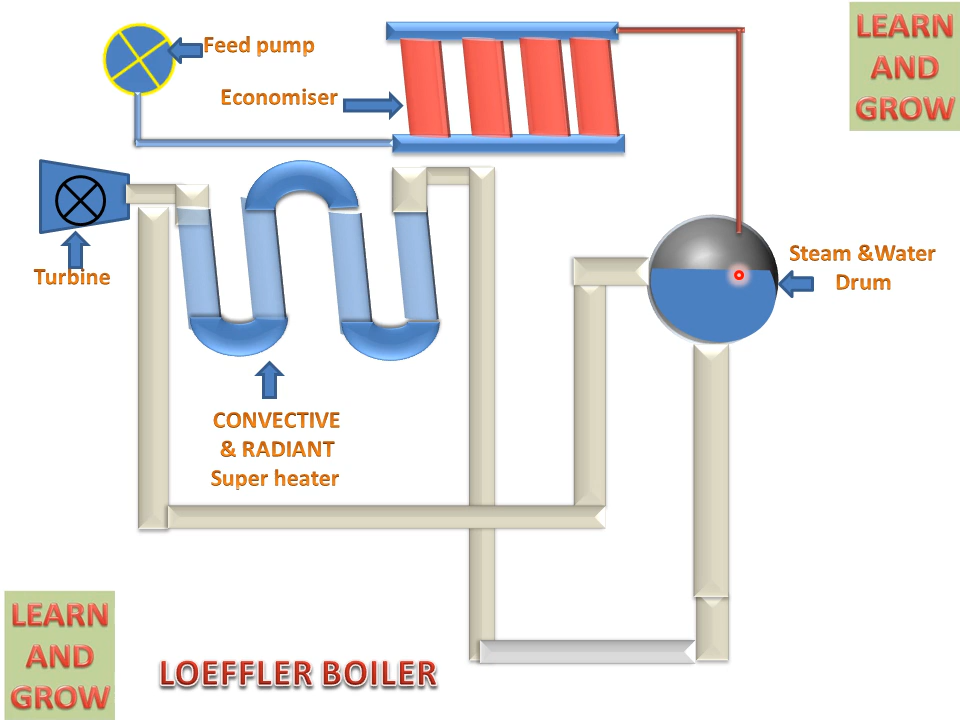 Feed pump
Economiser
LEARN
AND
GROW
Turbine
Steam &Water
Drum
CONVECTIVE
& RADIANT
Super heater
LEARN
AND
GROW
LOEFFLER BOILER